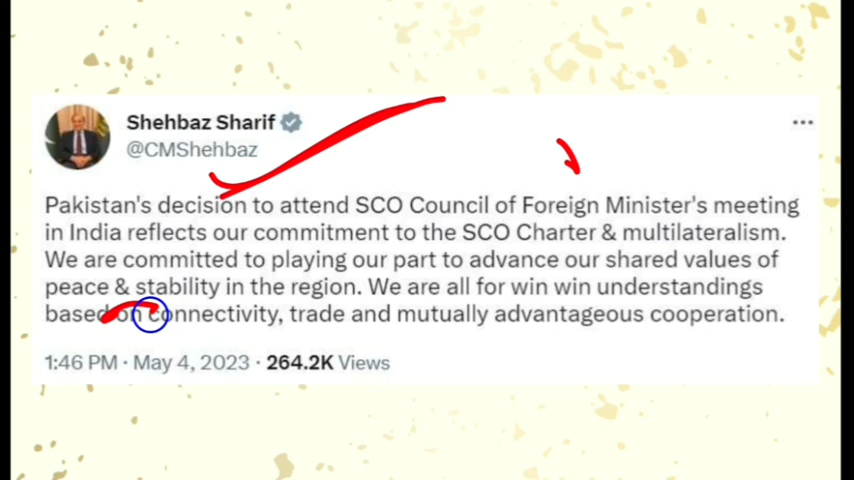 Shehbaz Sharif
@CMShehbaz
Pakistan's decision to attend SCO Council of Foreign Minister's meeting
in India reflects our commitment to the SCO Charter & multilateralism.
We are committed to playing our part to advance our shared values of
peace & stability in the region. We are all for win win understandings
based on connectivity, trade and mutually advantageous cooperation.
1:46 PM · May 4, 2023 · 264.2K Views